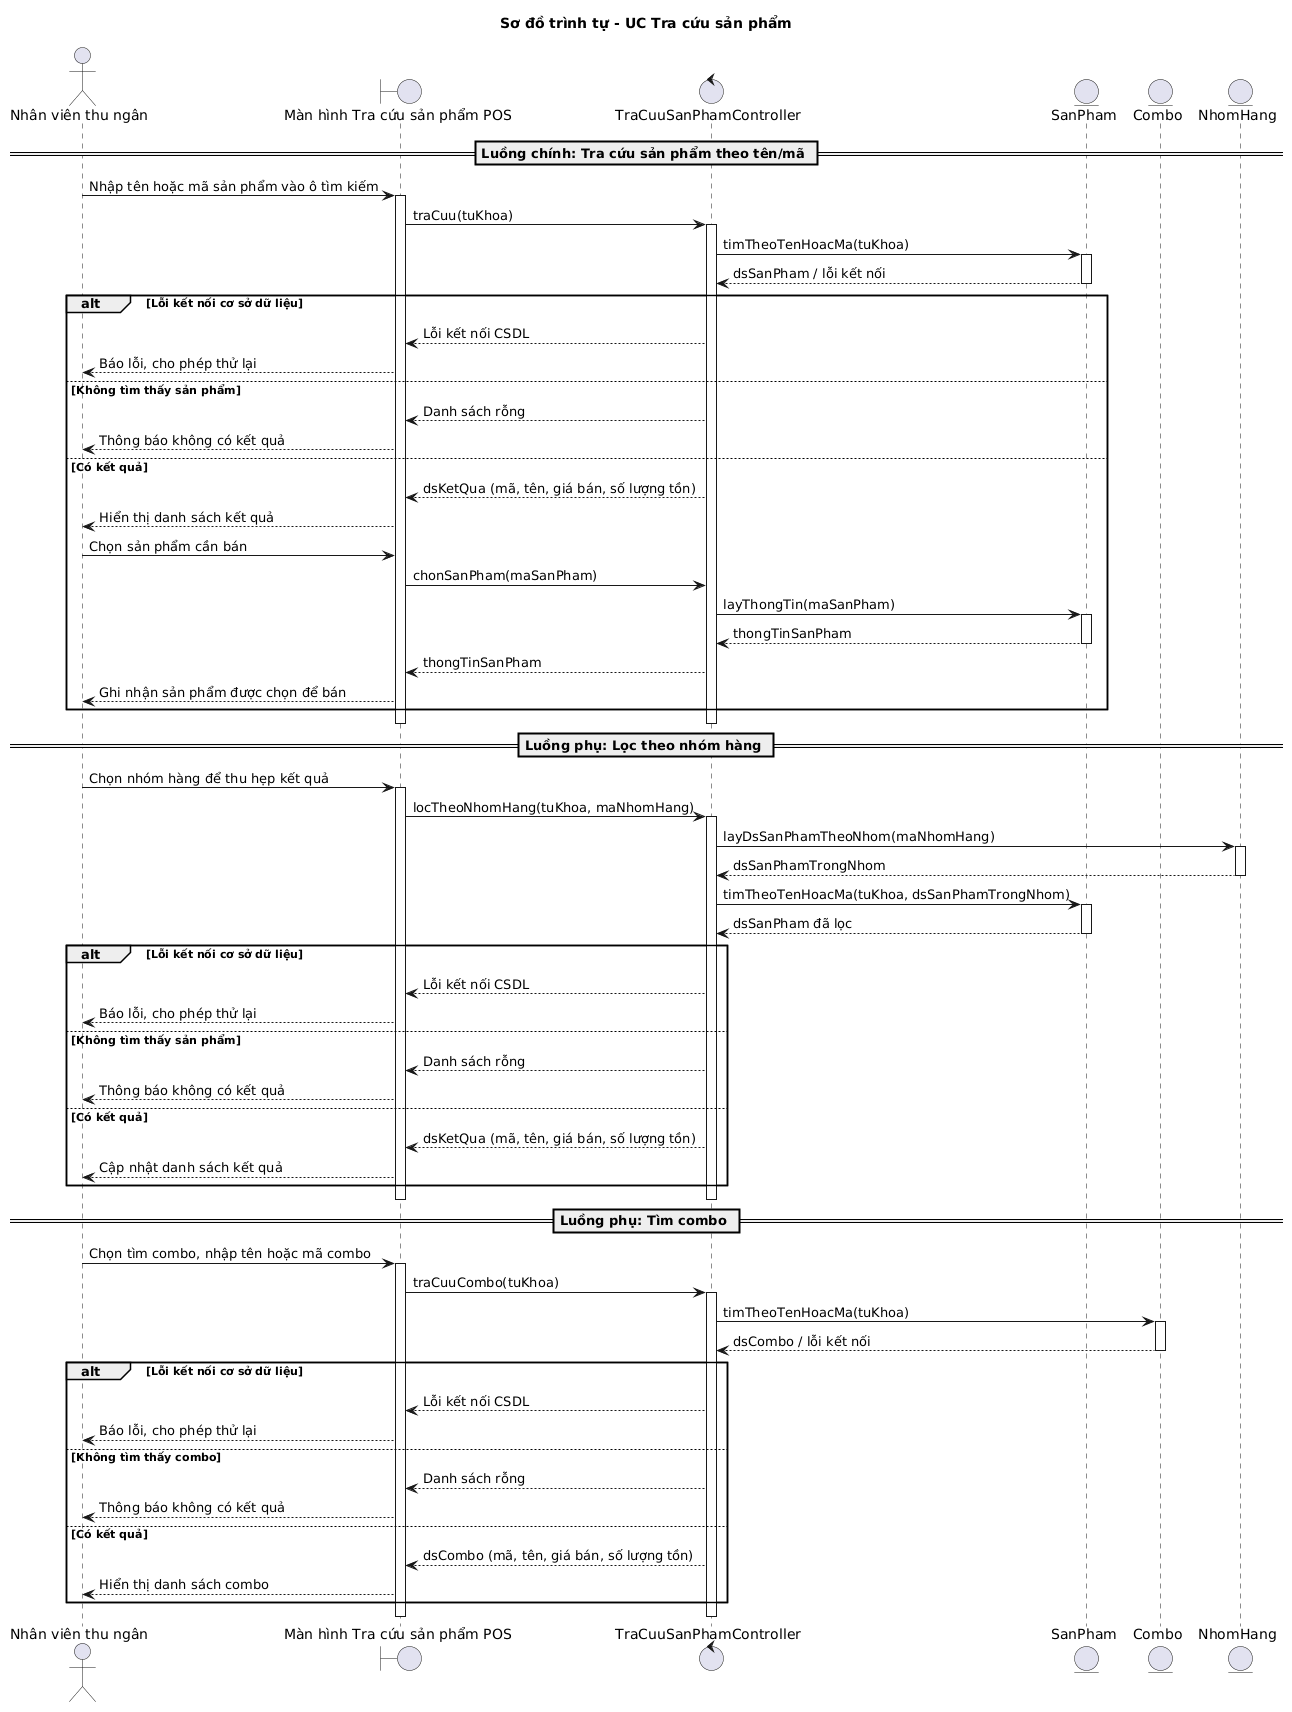 Sơ đồ trình tự - UC Tra cứu sản phẩm
Nhân viên thu ngân
Màn hình Tra cứu sản phẩm POS
TraCuuSanPhamController
SanPham
Combo
NhomHang
Luồng chính: Tra cứu sản phẩm theo tên/mã
Nhập tên hoặc mã sản phẩm vào ô tìm kiếm
traCuu(tuKhoa)
timTheoTenHoacMa(tuKhoa)
dsSanPham / lỗi kết nối
alt [Lỗi kết nối cơ sở dữ liệu]
Lỗi kết nối CSDL
Báo lỗi, cho phép thử lại
[Không tìm thấy sản phẩm]
Danh sách rỗng
Thông báo không có kết quả
[Có kết quả]
dsKetQua (mã, tên, giá bán, số lượng tồn)
Hiển thị danh sách kết quả
Chọn sản phẩm cần bán
chonSanPham(maSanPham)
layThongTin(maSanPham)
thongTinSanPham
thongTinSanPham
Ghi nhận sản phẩm được chọn để bán
Luồng phụ: Lọc theo nhóm hàng
Chọn nhóm hàng để thu hẹp kết quả
locTheoNhomHang(tuKhoa, maNhomHang)
layDsSanPhamTheoNhom(maNhomHang)
dsSanPhamTrongNhom
timTheoTenHoacMa(tuKhoa, dsSanPhamTrongNhom)
dsSanPham đã lọc
alt [Lỗi kết nối cơ sở dữ liệu]
Lỗi kết nối CSDL
Báo lỗi, cho phép thử lại
[Không tìm thấy sản phẩm]
Danh sách rỗng
Thông báo không có kết quả
[Có kết quả]
dsKetQua (mã, tên, giá bán, số lượng tồn)
Cập nhật danh sách kết quả
Luồng phụ: Tìm combo
Chọn tìm combo, nhập tên hoặc mã combo
traCuuCombo(tuKhoa)
timTheoTenHoacMa(tuKhoa)
dsCombo / lỗi kết nối
alt [Lỗi kết nối cơ sở dữ liệu]
Lỗi kết nối CSDL
Báo lỗi, cho phép thử lại
[Không tìm thấy combo]
Danh sách rỗng
Thông báo không có kết quả
[Có kết quả]
dsCombo (mã, tên, giá bán, số lượng tồn)
Hiển thị danh sách combo
Nhân viên thu ngân
Màn hình Tra cứu sản phẩm POS
TraCuuSanPhamController
SanPham
Combo
NhomHang